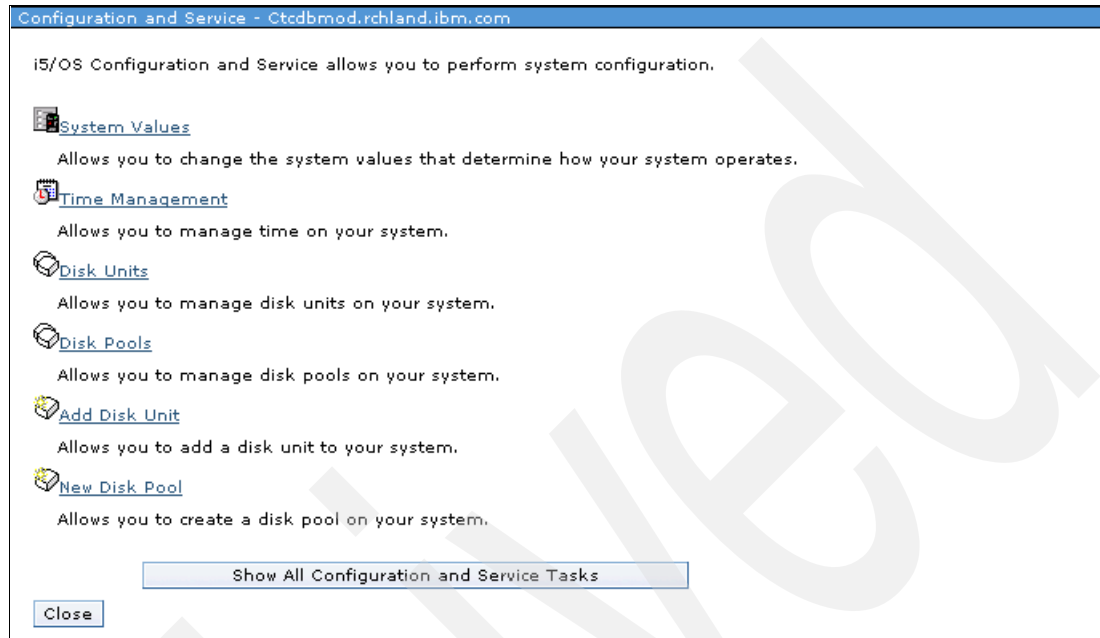 Configuration and Service - Ctcdbmod.rchland.ibm.com
i5/OS Configuration and Service allows you to perform system configuration.
System Values
Allows you to change the system values that determine how your system operates.
Time Management
Allows you to manage time on your system.
Disk Units
Allows you to manage disk units on your system.
Disk Pools
Allows you to manage disk pools on your system.
Add Disk Unit
Allows you to add a disk unit to your system.
New Disk Pool
Allows you to create a disk pool on your system.
Show All Configuration and Service Tasks
Close